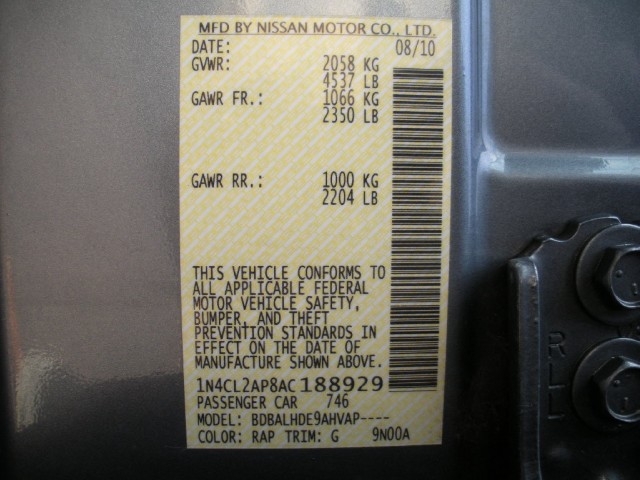 MFD BY NISSAN MOTOR CO., LTD.
DATE: 08/10
GVWR: 2058 KG
4537 LB
GAWR FR.: 1066 KG
2350 LB
GAWR RR.: 1000 KG
2204 LB
THIS VEHICLE CONFORMS TO
ALL APPLICABLE FEDERAL
MOTOR VEHICLE SAFETY,
BUMPER, AND THEFT
PREVENTION STANDARDS IN
EFFECT ON THE DATE OF
MANUFACTURE SHOWN ABOVE.
1N4CL2AP8AC188929
PASSENGER CAR 746
MODEL: BDBALHDE9AHVAP----
COLOR: RAP TRIM: G 9N00A